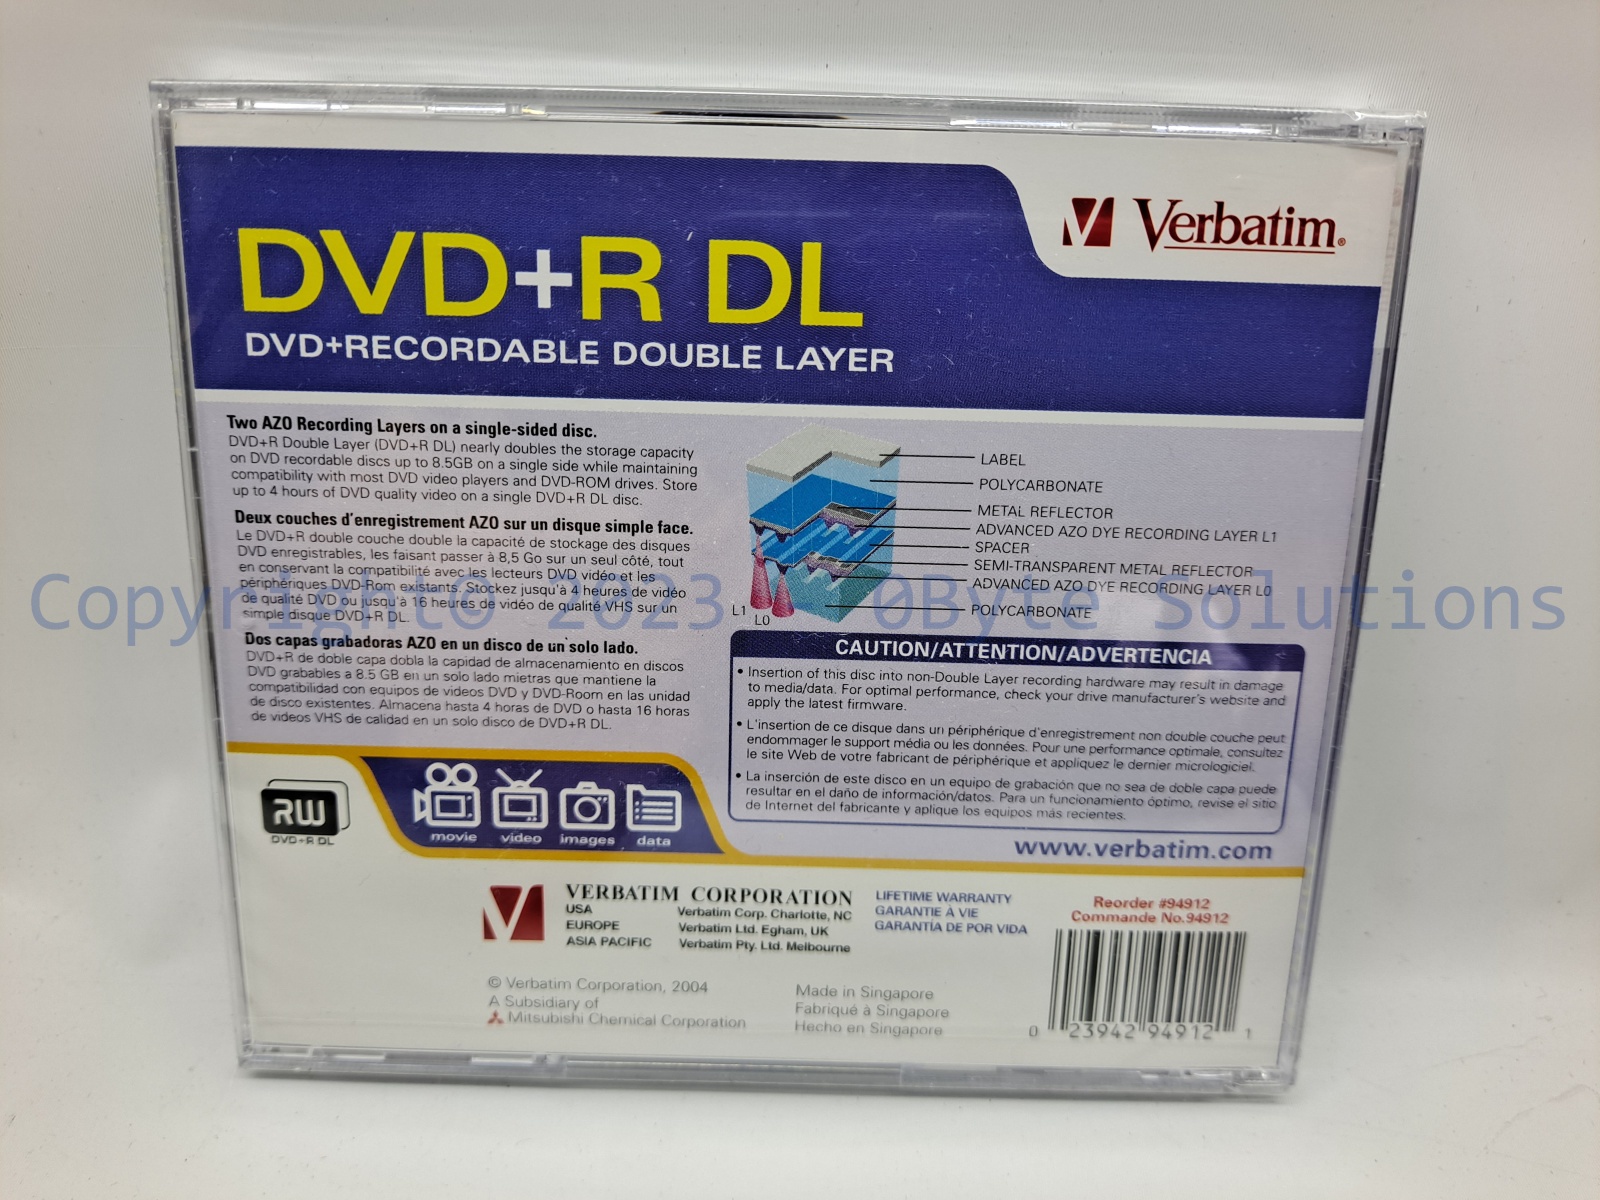 Verbatim®
DVD+R DL
DVD+RECORDABLE DOUBLE LAYER
Two AZO Recording Layers on a single-sided disc.
DVD+R Double Layer (DVD+R DL) nearly doubles the storage capacity
on DVD recordable discs up to 8.5GB on a single side while maintaining
compatibility with most DVD video players and DVD-ROM drives. Store
up to 4 hours of DVD quality video on a single DVD+R DL disc.
Deux couches d'enregistrement AZO sur un disque simple face.
Le DVD+R double couche double la capacité de stockage des disques
DVD enregistrables, les faisant passer à 8,5 Go sur un seul côté, tout
en conservant la compatibilité avec les lecteurs DVD vidéo et les
périphériques DVD-Rom existants. Stockez jusqu'à 4 heures de vidéo
de qualité DVD ou jusqu'à 16 heures de vidéo de qualité VHS sur un
simple disque DVD+R DL.
Dos capas grabadoras AZO en un disco de un solo lado.
DVD+R de doble capa dobla la capidad de almacenamiento en discos
DVD grabables a 8.5 GB en un solo lado mietras que mantiene la
compatibilidad con equipos de videos DVD y DVD-Room en las unidad
de disco existentes. Almacena hasta 4 horas de DVD o hasta 16 horas
de videos VHS de calidad en un solo disco de DVD+R DL.
LABEL
POLYCARBONATE
METAL REFLECTOR
ADVANCED AZO DYE RECORDING LAYER L1
SPACER
SEMI-TRANSPARENT METAL REFLECTOR
ADVANCED AZO DYE RECORDING LAYER L0
POLYCARBONATE
L1
L0
Copyright© 2023 - 0Byte Solutions
CAUTION/ATTENTION/ADVERTENCIA
• Insertion of this disc into non-Double Layer recording hardware may result in damage
to media/data. For optimal performance, check your drive manufacturer's website and
apply the latest firmware.
• L'insertion de ce disque dans un périphérique d'enregistrement non double couche peut
endommager le support média ou les données. Pour une performance optimale, consultez
le site Web de votre fabricant de périphérique et appliquez le dernier micrologiciel.
• La inserción de este disco en un equipo de grabación que no sea de doble capa puede
resultar en el daño de información/datos. Para un funcionamiento óptimo, revise el sitio
de Internet del fabricante y aplique los equipos más recientes.
www.verbatim.com
RW
DVD+R DL
movie
video
images
data
VERBATIM CORPORATION
USA Verbatim Corp. Charlotte, NC
EUROPE Verbatim Ltd. Egham, UK
ASIA PACIFIC Verbatim Pty. Ltd. Melbourne
LIFETIME WARRANTY
GARANTIE À VIE
GARANTÍA DE POR VIDA
Reorder #94912
Commande No.94912
© Verbatim Corporation, 2004
A Subsidiary of
Mitsubishi Chemical Corporation
Made in Singapore
Fabriqué à Singapore
Hecho en Singapore
0 23942 94912 1